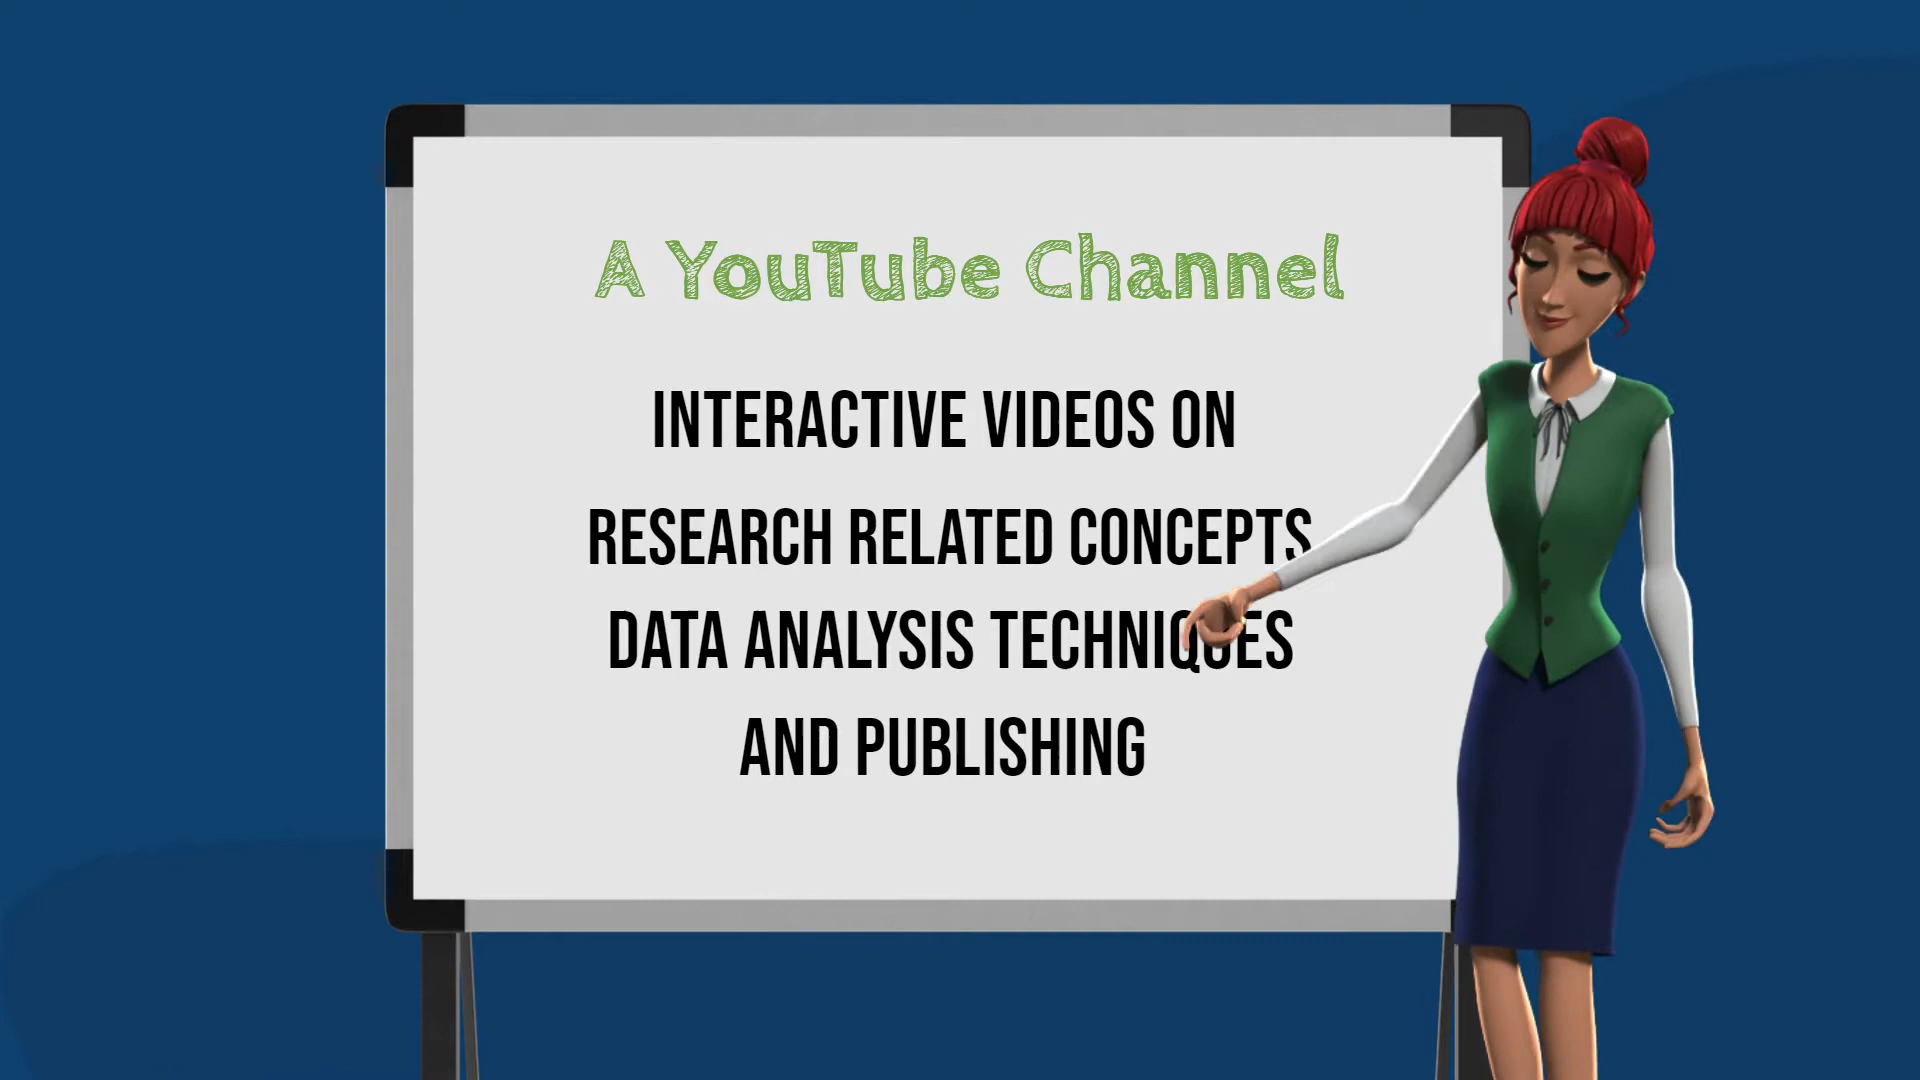 A YouTube Channel
INTERACTIVE VIDEOS ON
RESEARCH RELATED CONCEPTS
DATA ANALYSIS TECHNIQUES
AND PUBLISHING